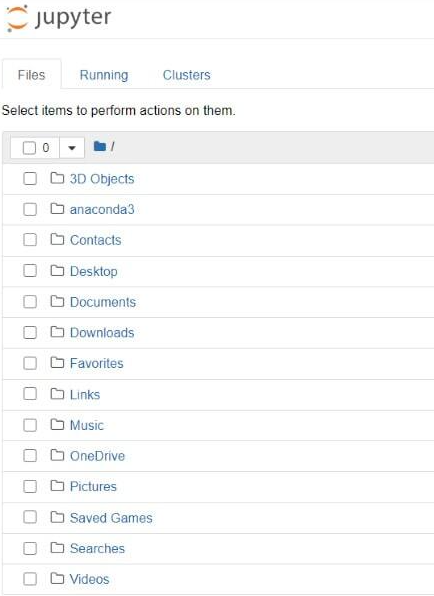 jupyter
Files Running Clusters
Select items to perform actions on them.
0 /
3D Objects
anaconda3
Contacts
Desktop
Documents
Downloads
Favorites
Links
Music
OneDrive
Pictures
Saved Games
Searches
Videos